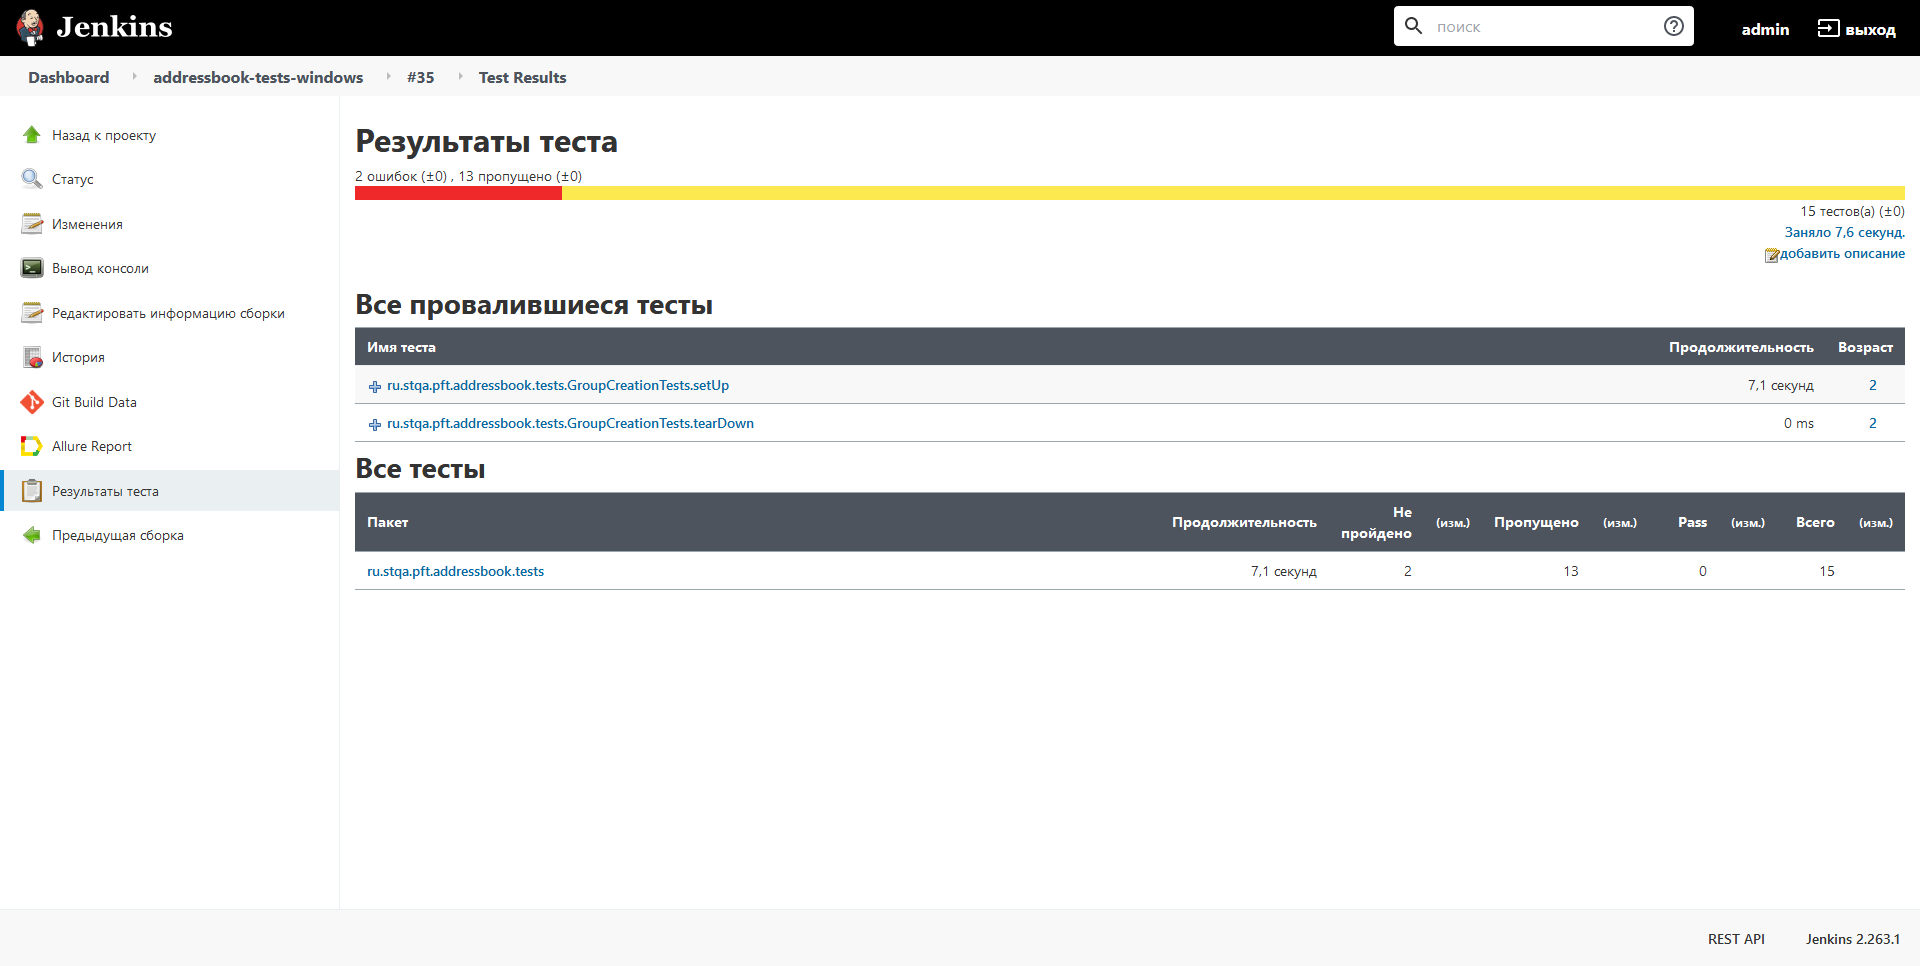 Jenkins
поиск
admin
выход
Dashboard
addressbook-tests-windows
#35
Test Results
Назад к проекту
Статус
Изменения
Вывод консоли
Редактировать информацию сборки
История
Git Build Data
Allure Report
Результаты теста
Предыдущая сборка
Результаты теста
2 ошибок (±0) , 13 пропущено (±0)
15 тестов(а) (±0)
Заняло 7,6 секунд.
добавить описание
Все провалившиеся тесты
Имя теста Продолжительность Возраст
ru.stqa.pft.addressbook.tests.GroupCreationTests.setUp 7,1 секунд 2
ru.stqa.pft.addressbook.tests.GroupCreationTests.tearDown 0 ms 2
Все тесты
Пакет Продолжительность Не пройдено (изм.) Пропущено (изм.) Pass (изм.) Всего (изм.)
ru.stqa.pft.addressbook.tests 7,1 секунд 2 13 0 15
REST API Jenkins 2.263.1